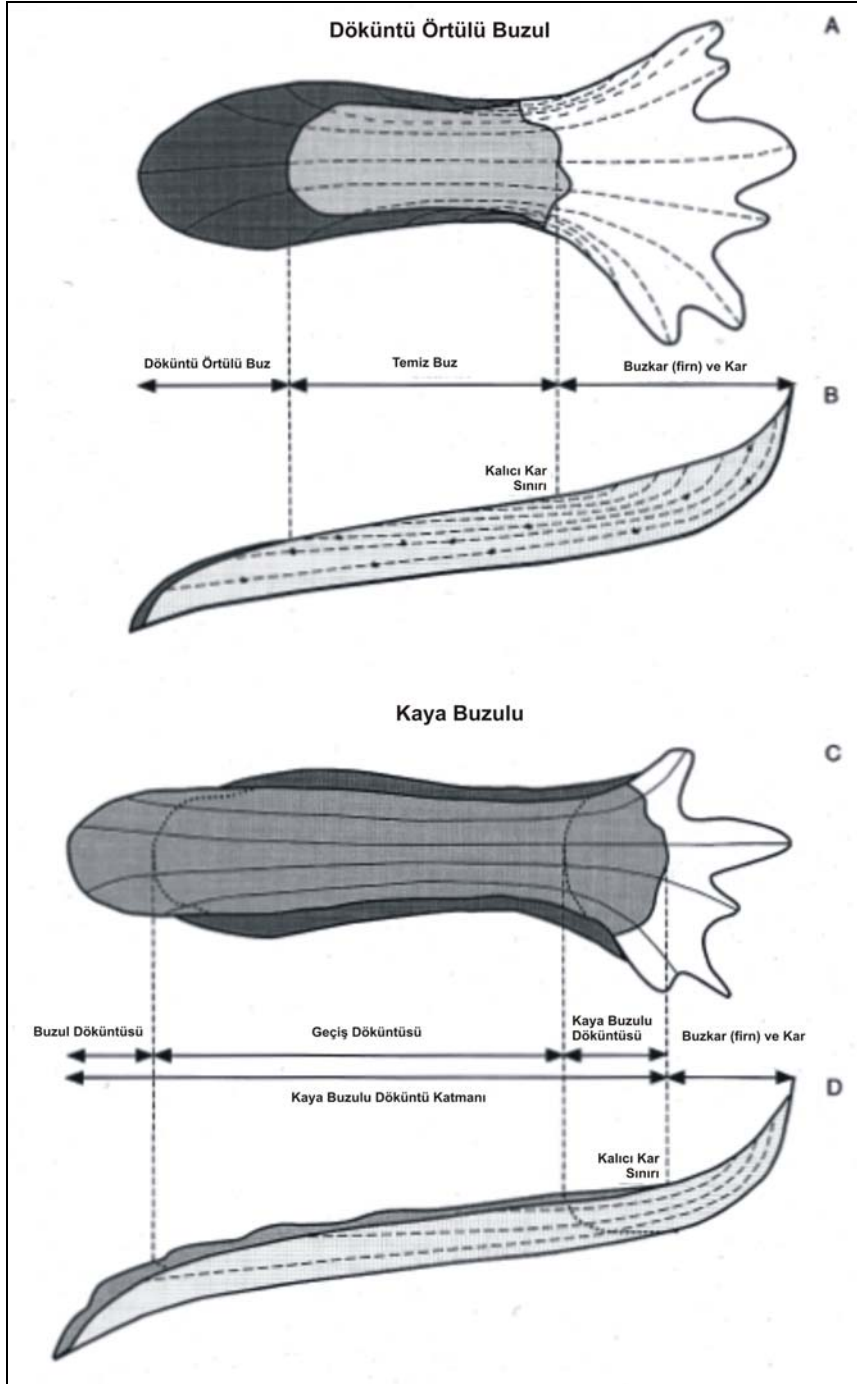 Döküntü Örtülü Buzul
A
Döküntü Örtülü Buz
Temiz Buz
Buzkar (firn) ve Kar
B
Kalıcı Kar
Sınırı
Kaya Buzulu
C
Buzul Döküntüsü
Geçiş Döküntüsü
Kaya Buzulu
Döküntüsü
Buzkar (firn) ve Kar
Kaya Buzulu Döküntü Katmanı
D
Kalıcı Kar
Sınırı